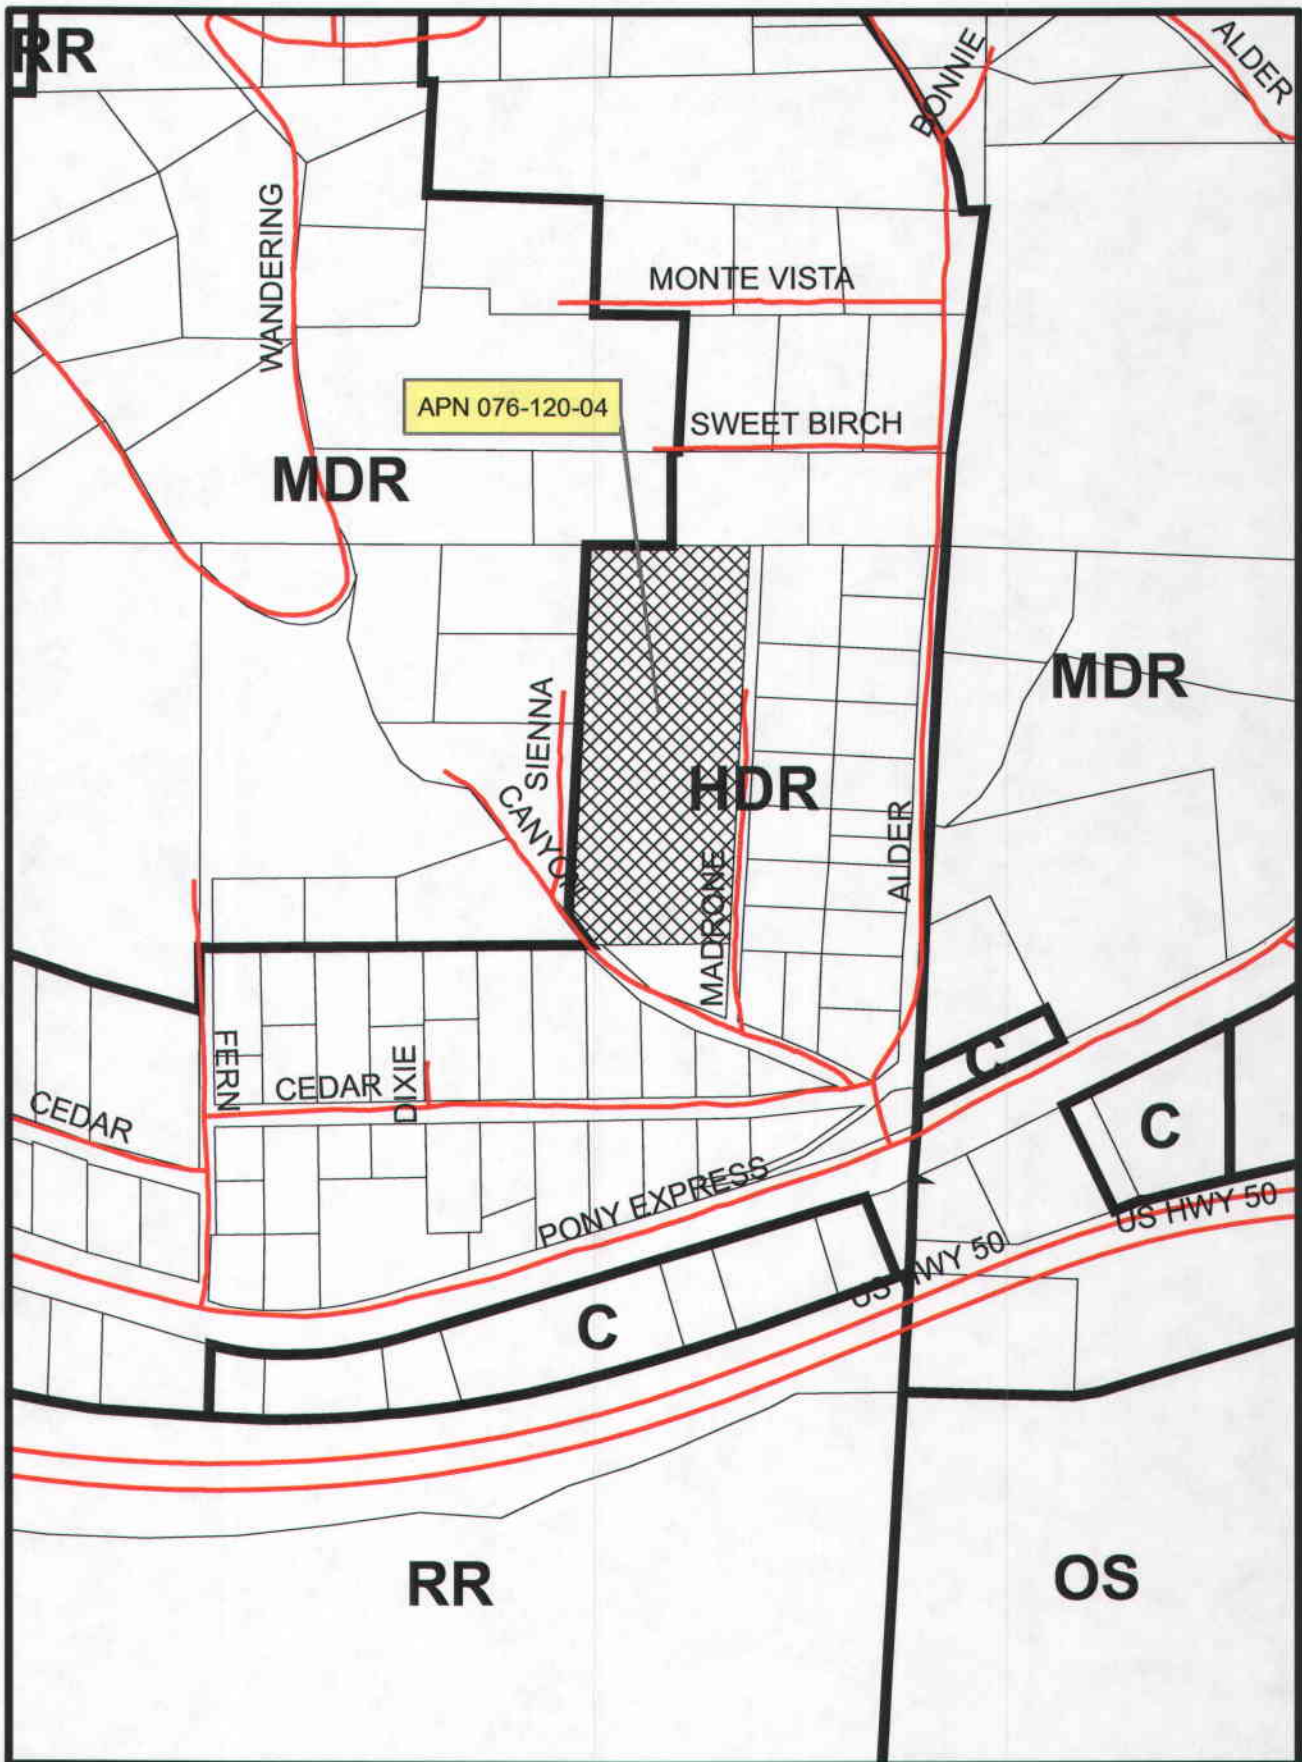 RR
BONNIE
ALDER
WANDERING
MONTE VISTA
APN 076-120-04
SWEET BIRCH
MDR
MDR
SIENNA
HDR
CANYON
ALDER
MADRONE
FERN
CEDAR
DIXIE
C
CEDAR
C
PONY EXPRESS
US HWY 50
US HWY 50
C
RR
OS